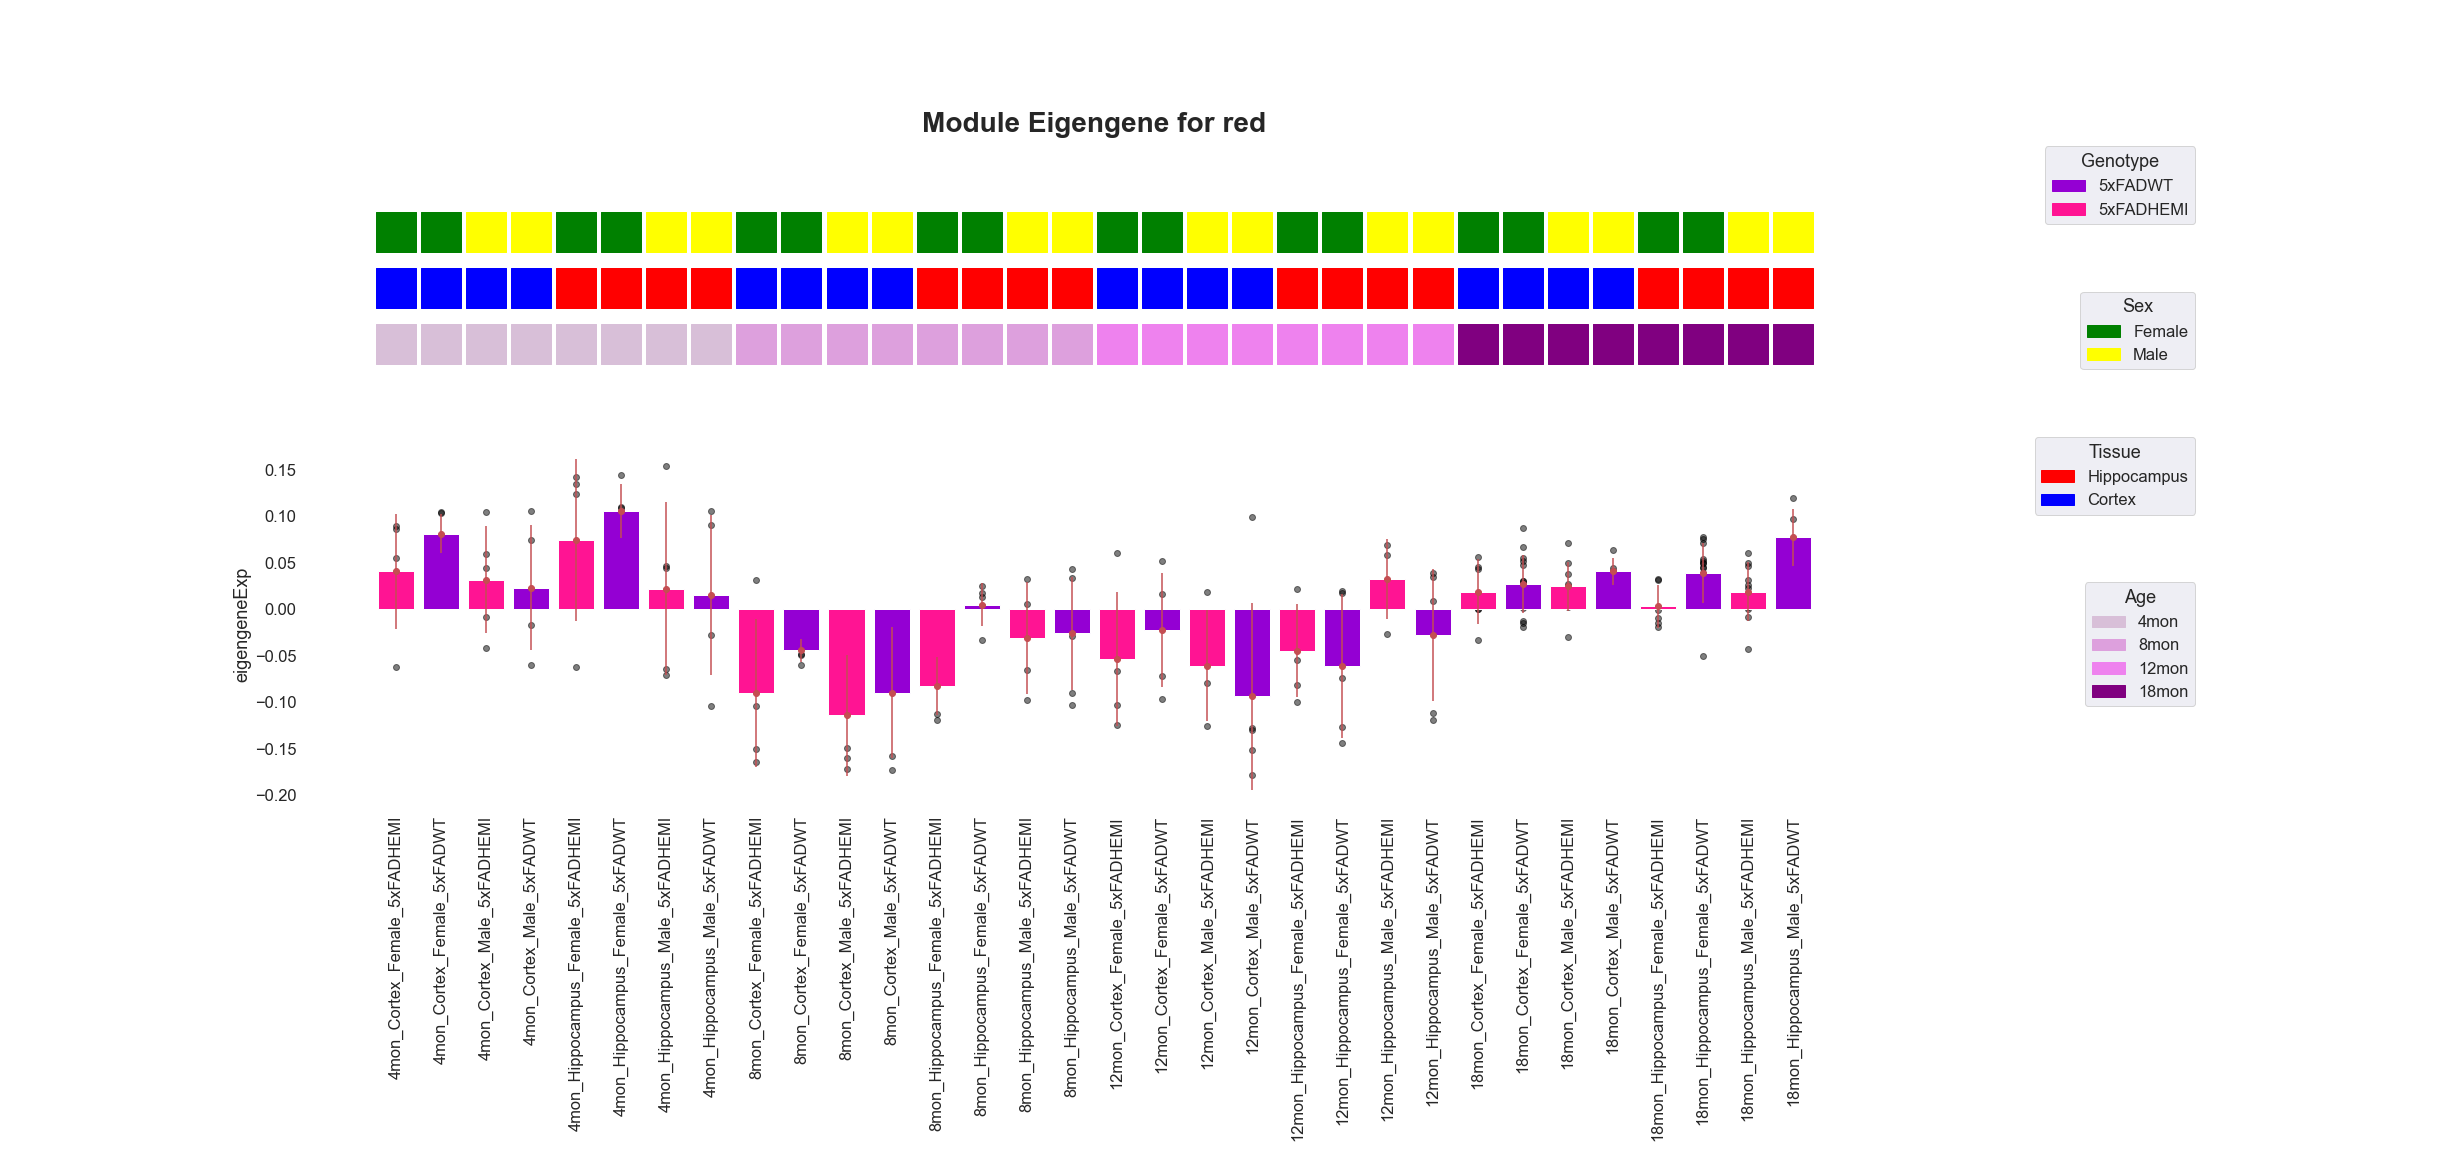 Module Eigengene for red
Genotype
5xFADWT
5xFADHEMI
Sex
Female
Male
Tissue
Hippocampus
Cortex
Age
4mon
8mon
12mon
18mon
eigengeneExp
0.15
0.10
0.05
0.00
−0.05
−0.10
−0.15
−0.20
4mon_Cortex_Female_5xFADHEMI
4mon_Cortex_Female_5xFADWT
4mon_Cortex_Male_5xFADHEMI
4mon_Cortex_Male_5xFADWT
4mon_Hippocampus_Female_5xFADHEMI
4mon_Hippocampus_Female_5xFADWT
4mon_Hippocampus_Male_5xFADHEMI
4mon_Hippocampus_Male_5xFADWT
8mon_Cortex_Female_5xFADHEMI
8mon_Cortex_Female_5xFADWT
8mon_Cortex_Male_5xFADHEMI
8mon_Cortex_Male_5xFADWT
8mon_Hippocampus_Female_5xFADHEMI
8mon_Hippocampus_Female_5xFADWT
8mon_Hippocampus_Male_5xFADHEMI
8mon_Hippocampus_Male_5xFADWT
12mon_Cortex_Female_5xFADHEMI
12mon_Cortex_Female_5xFADWT
12mon_Cortex_Male_5xFADHEMI
12mon_Cortex_Male_5xFADWT
12mon_Hippocampus_Female_5xFADHEMI
12mon_Hippocampus_Female_5xFADWT
12mon_Hippocampus_Male_5xFADHEMI
12mon_Hippocampus_Male_5xFADWT
18mon_Cortex_Female_5xFADHEMI
18mon_Cortex_Female_5xFADWT
18mon_Cortex_Male_5xFADHEMI
18mon_Cortex_Male_5xFADWT
18mon_Hippocampus_Female_5xFADHEMI
18mon_Hippocampus_Female_5xFADWT
18mon_Hippocampus_Male_5xFADHEMI
18mon_Hippocampus_Male_5xFADWT